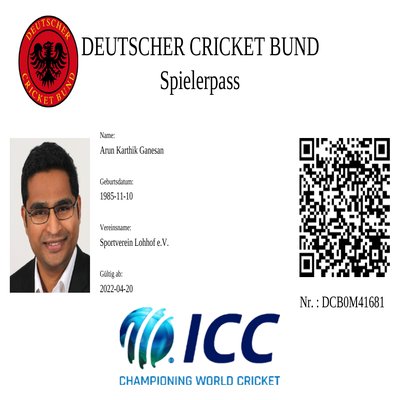 DEUTSCHER
CRICKET BUND
DEUTSCHER CRICKET BUND
Spielerpass
Name:
Arun Karthik Ganesan
Geburtsdatum:
1985-11-10
Vereinsname:
Sportverein Lohhof e.V.
Gültig ab:
2022-04-20
Nr. : DCB0M41681
ICC
CHAMPIONING WORLD CRICKET